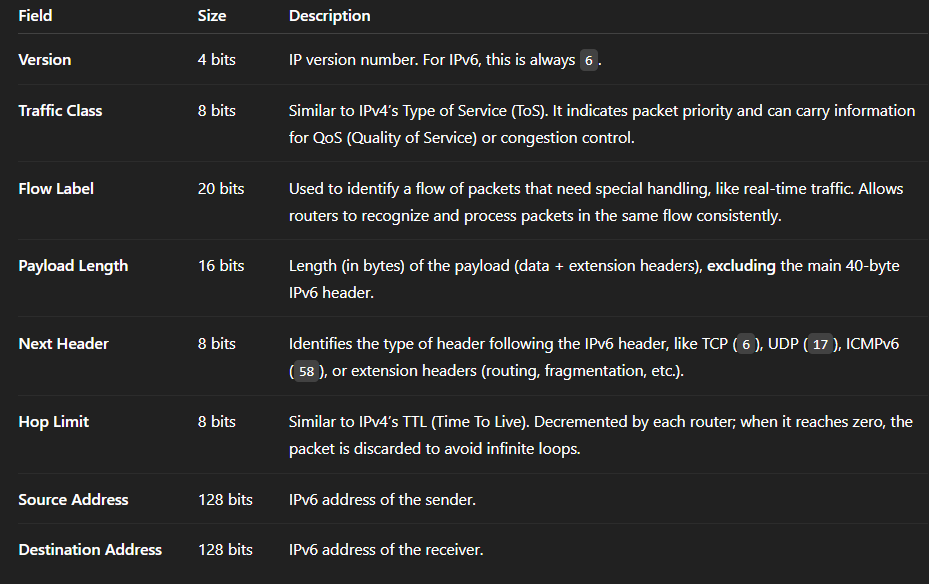 Field Size Description
Version 4 bits IP version number. For IPv6, this is always 6.
Traffic Class 8 bits Similar to IPv4’s Type of Service (ToS). It indicates packet priority and can carry information
for QoS (Quality of Service) or congestion control.
Flow Label 20 bits Used to identify a flow of packets that need special handling, like real-time traffic. Allows
routers to recognize and process packets in the same flow consistently.
Payload Length 16 bits Length (in bytes) of the payload (data + extension headers), excluding the main 40-byte
IPv6 header.
Next Header 8 bits Identifies the type of header following the IPv6 header, like TCP (6), UDP (17), ICMPv6
(58), or extension headers (routing, fragmentation, etc.).
Hop Limit 8 bits Similar to IPv4’s TTL (Time To Live). Decremented by each router; when it reaches zero, the
packet is discarded to avoid infinite loops.
Source Address 128 bits IPv6 address of the sender.
Destination Address 128 bits IPv6 address of the receiver.